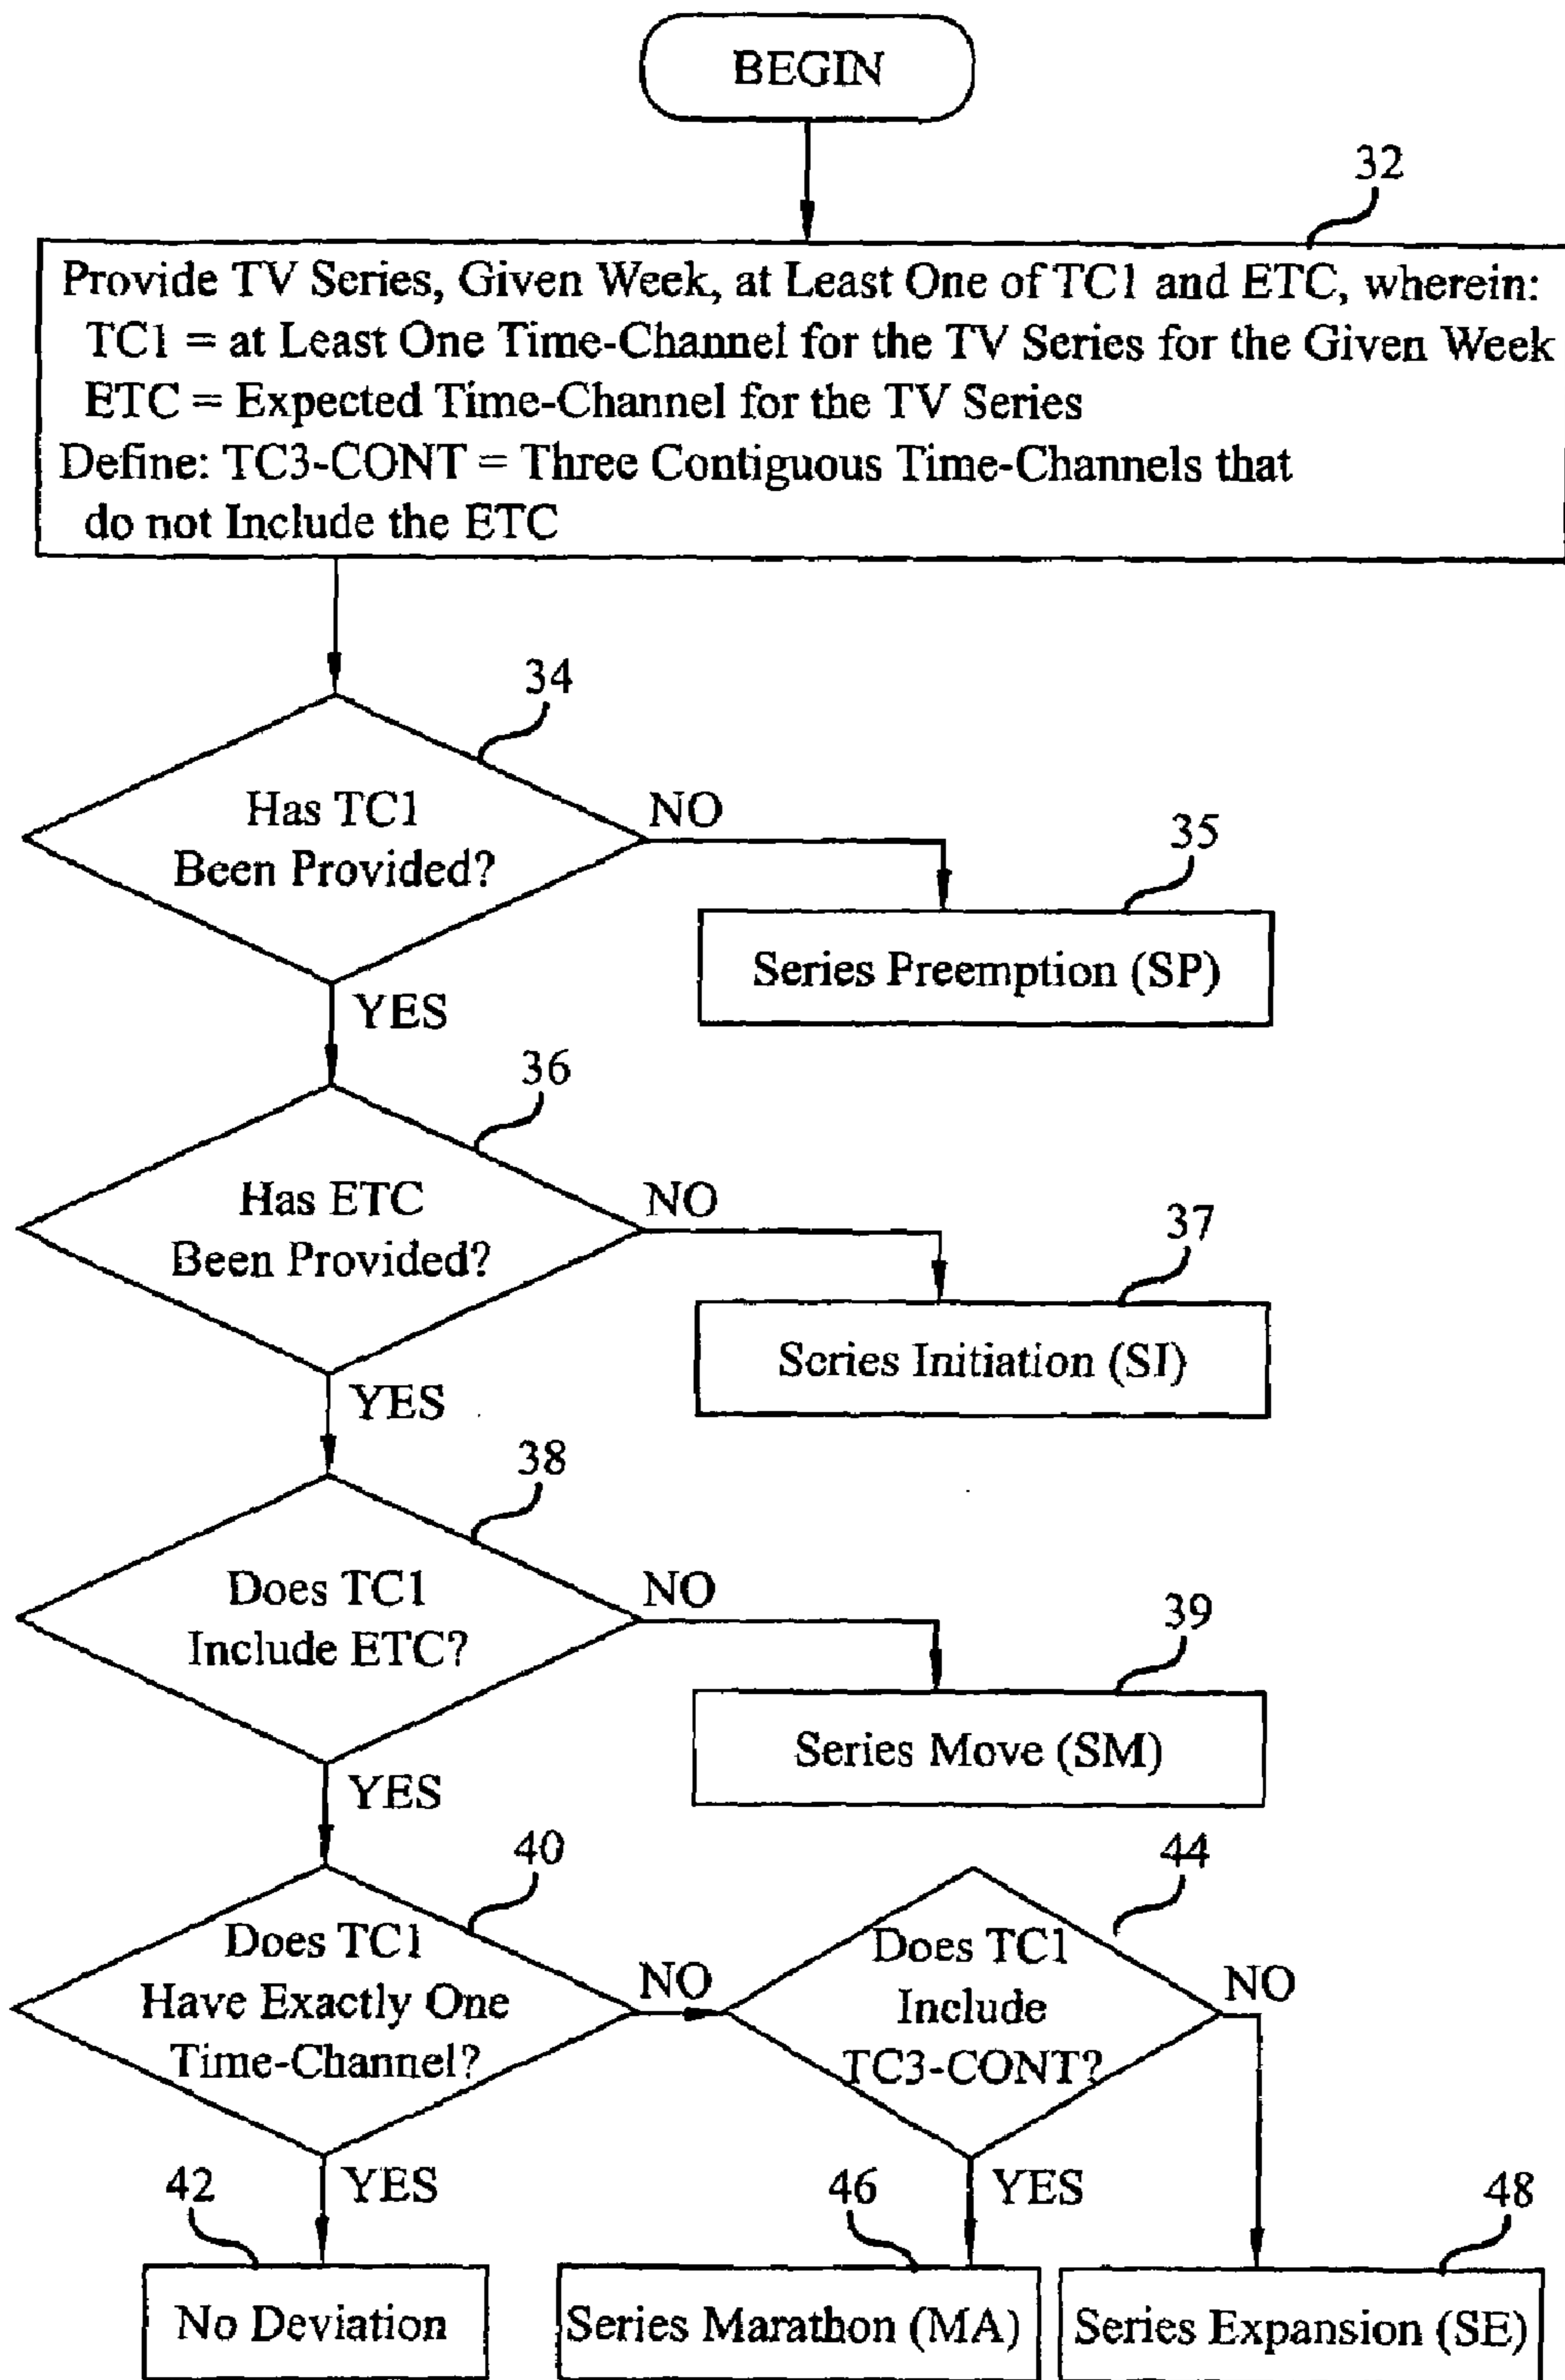 BEGIN
32
Provide TV Series, Given Week, at Least One of TC1 and ETC, wherein:
TC1 = at Least One Time-Channel for the TV Series for the Given Week
ETC = Expected Time-Channel for the TV Series
Define: TC3-CONT = Three Contiguous Time-Channels that
do not Include the ETC
34
Has TC1
Been Provided?
NO
35
Series Preemption (SP)
YES
36
Has ETC
Been Provided?
NO
37
Series Initiation (SI)
YES
38
Does TC1
Include ETC?
NO
39
Series Move (SM)
YES
40
Does TC1
Have Exactly One
Time-Channel?
NO
44
Does TC1
Include
TC3-CONT?
NO
YES
42
No Deviation
YES
46
Series Marathon (MA)
48
Series Expansion (SE)